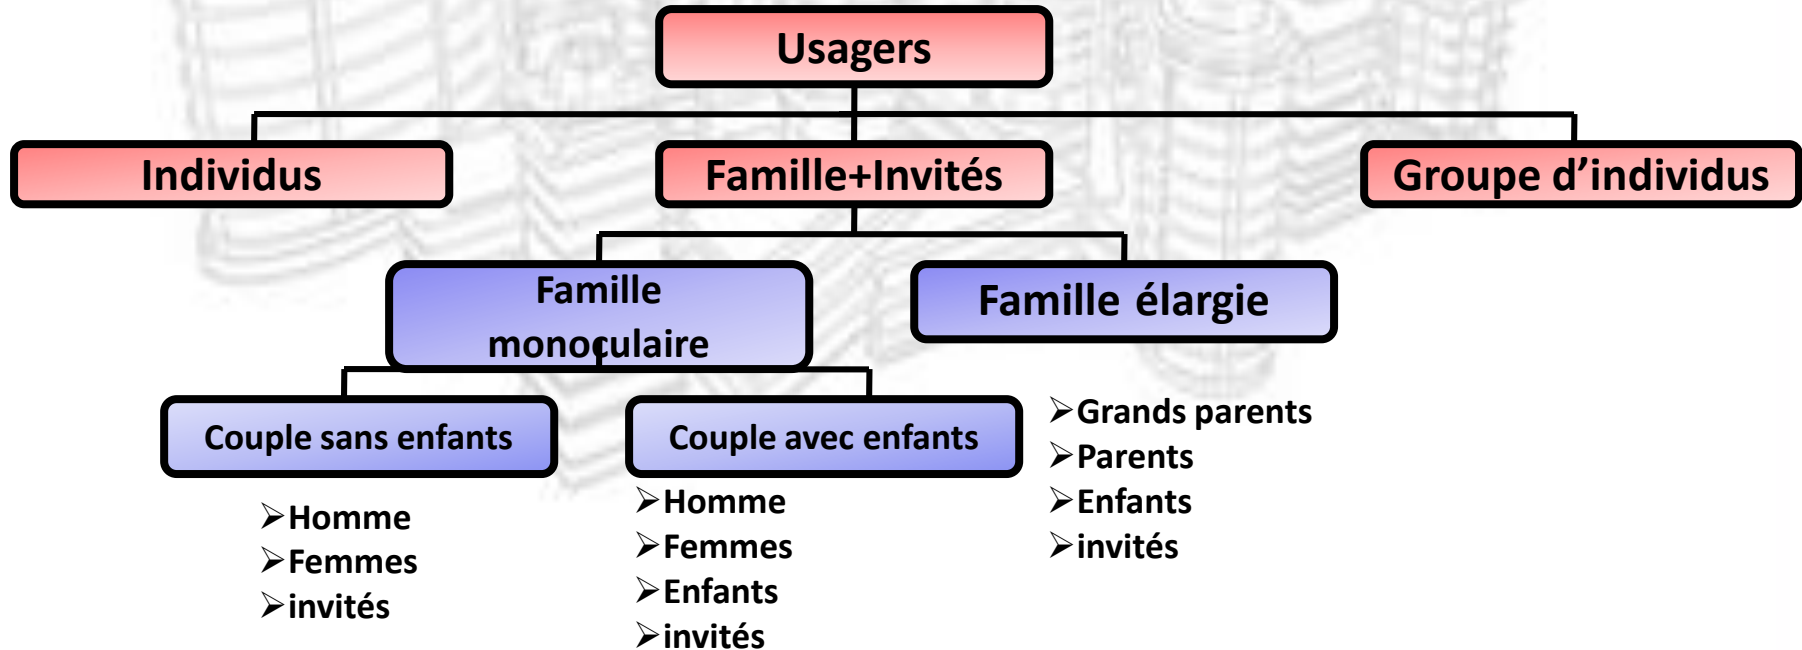 Usagers
Individus
Famille+Invités
Groupe d’individus
Famille
monoculaire
Famille élargie
Couple sans enfants
Couple avec enfants
➢Homme
➢Femmes
➢invités
➢Homme
➢Femmes
➢Enfants
➢invités
➢Grands parents
➢Parents
➢Enfants
➢invités